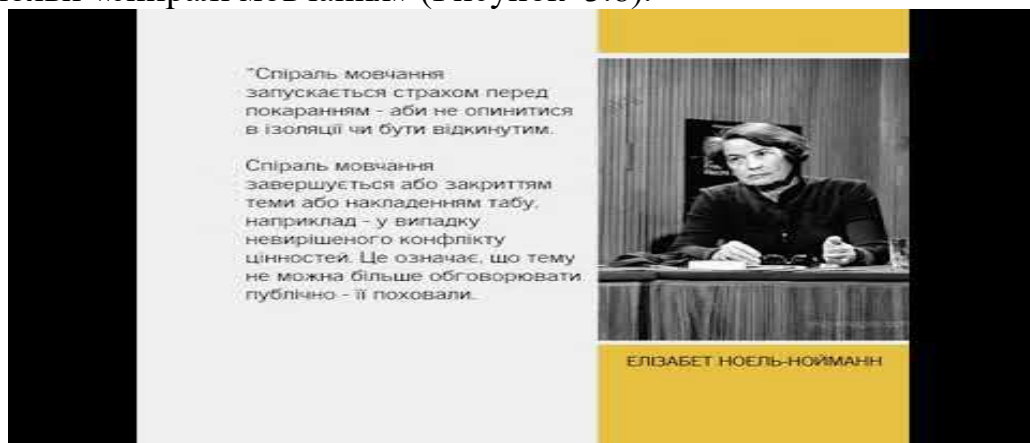 "Спіраль мовчання
запускається страхом перед
покаранням - аби не опинитися
в ізоляції чи бути відкинутим.
Спіраль мовчання
завершується або закриттям
теми або накладенням табу,
наприклад - у випадку
невирішеного конфлікту
цінностей. Це означає, що тему
не можна більше обговорювати
публічно - її поховали.
ЕЛІЗАБЕТ НОЕЛЬ-НОЙМАНН